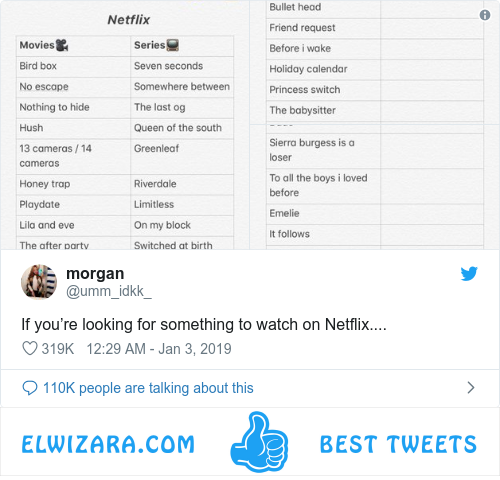 Netflix
Movies Series
Bird box Seven seconds
No escape Somewhere between
Nothing to hide The last og
Hush Queen of the south
13 cameras / 14 Greenleaf
cameras
Honey trap Riverdale
Playdate Limitless
Lila and eve On my block
The after party Switched at birth
Bullet head
Friend request
Before i wake
Holiday calendar
Princess switch
The babysitter
Sierra burgess is a
loser
To all the boys i loved
before
Emelie
It follows
morgan
@umm_idkk_
If you’re looking for something to watch on Netflix....
319K 12:29 AM - Jan 3, 2019
110K people are talking about this
ELWIZARA.COM BEST TWEETS